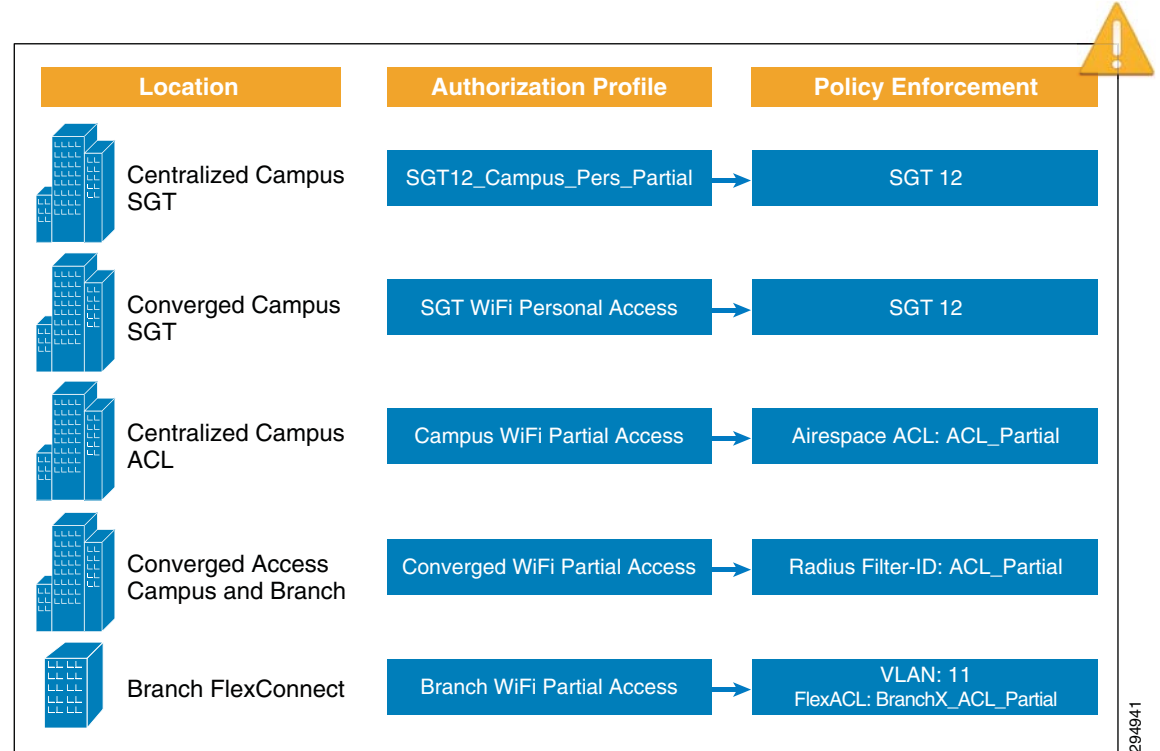 Location
Authorization Profile
Policy Enforcement
Centralized Campus
SGT
SGT12_Campus_Pers_Partial
SGT 12
Converged Campus
SGT
SGT WiFi Personal Access
SGT 12
Centralized Campus
ACL
Campus WiFi Partial Access
Airespace ACL: ACL_Partial
Converged Access
Campus and Branch
Converged WiFi Partial Access
Radius Filter-ID: ACL_Partial
Branch FlexConnect
Branch WiFi Partial Access
VLAN: 11
FlexACL: BranchX_ACL_Partial
294941